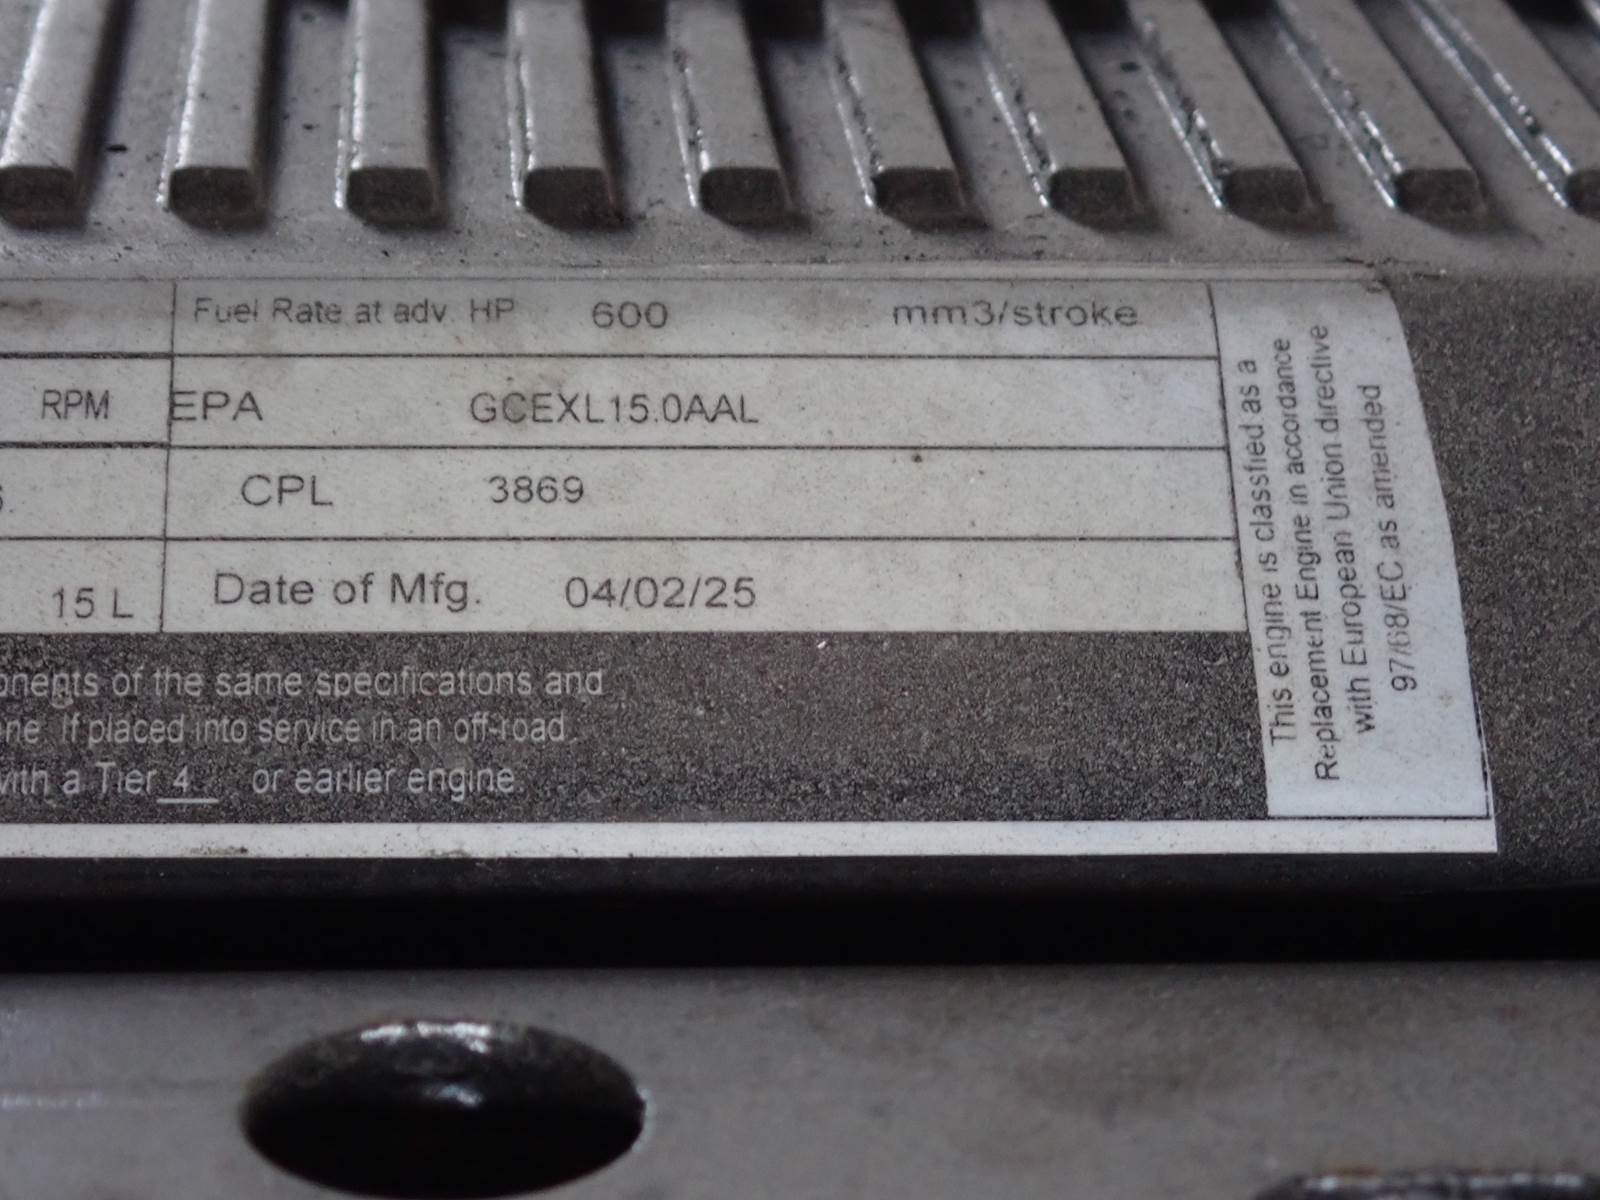 Fuel Rate at adv. HP 600 mm3/stroke
RPM EPA GCEXL15.0AAL
CPL 3869
15 L Date of Mfg. 04/02/25
of the same specifications and
If placed into service in an off-road
with a Tier 4 or earlier engine.
This engine is classfied as a
Replacement Engine in accordance
with European Union directive
97/68/EC as amended